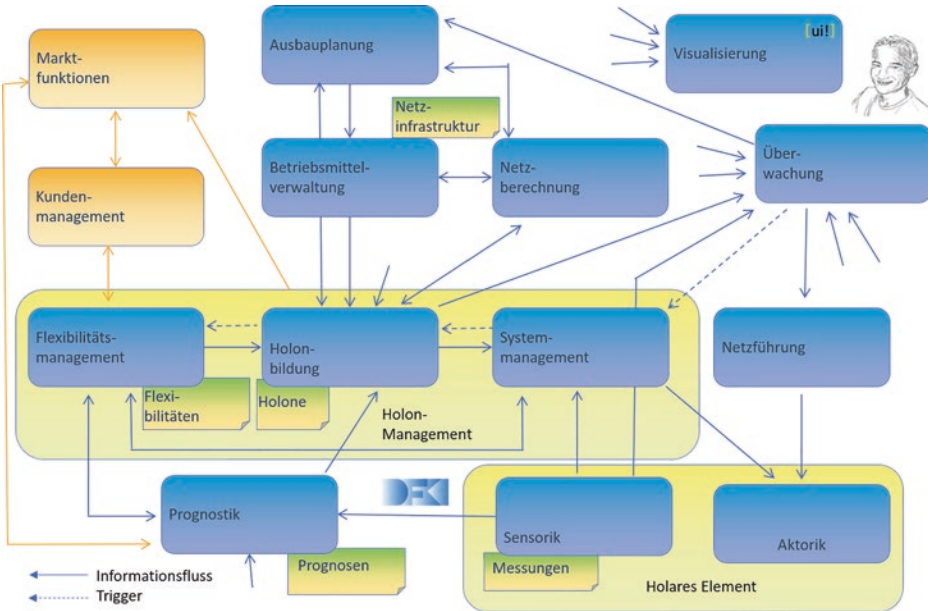 Ausbauplanung
[ui!]
Visualisierung
Markt-
funktionen
Netz-
infrastruktur
Betriebsmittel-
verwaltung
Netz-
berechnung
Über-
wachung
Kunden-
management
Flexibilitäts-
management
Holon-
bildung
System-
management
Netzführung
Flexi-
bilitäten
Holone
Holon-
Management
DFK
Prognostik
Sensorik
Aktorik
Prognosen
Messungen
Holares Element
Informationsfluss
Trigger